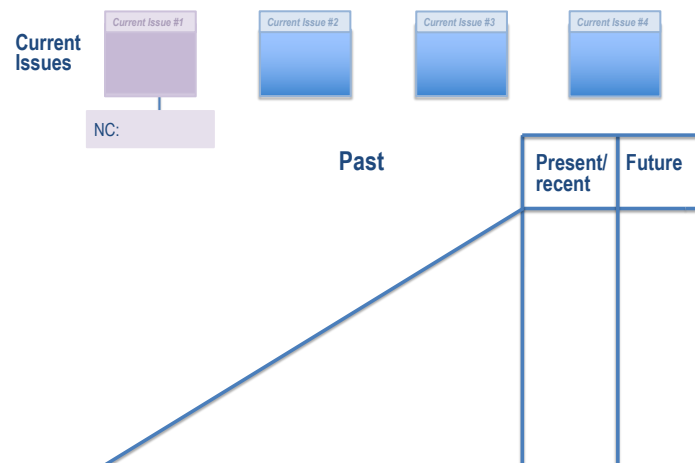 Current Issue #1
Current Issue #2
Current Issue #3
Current Issue #4
Current
Issues
NC:
Past
Present/
recent
Future